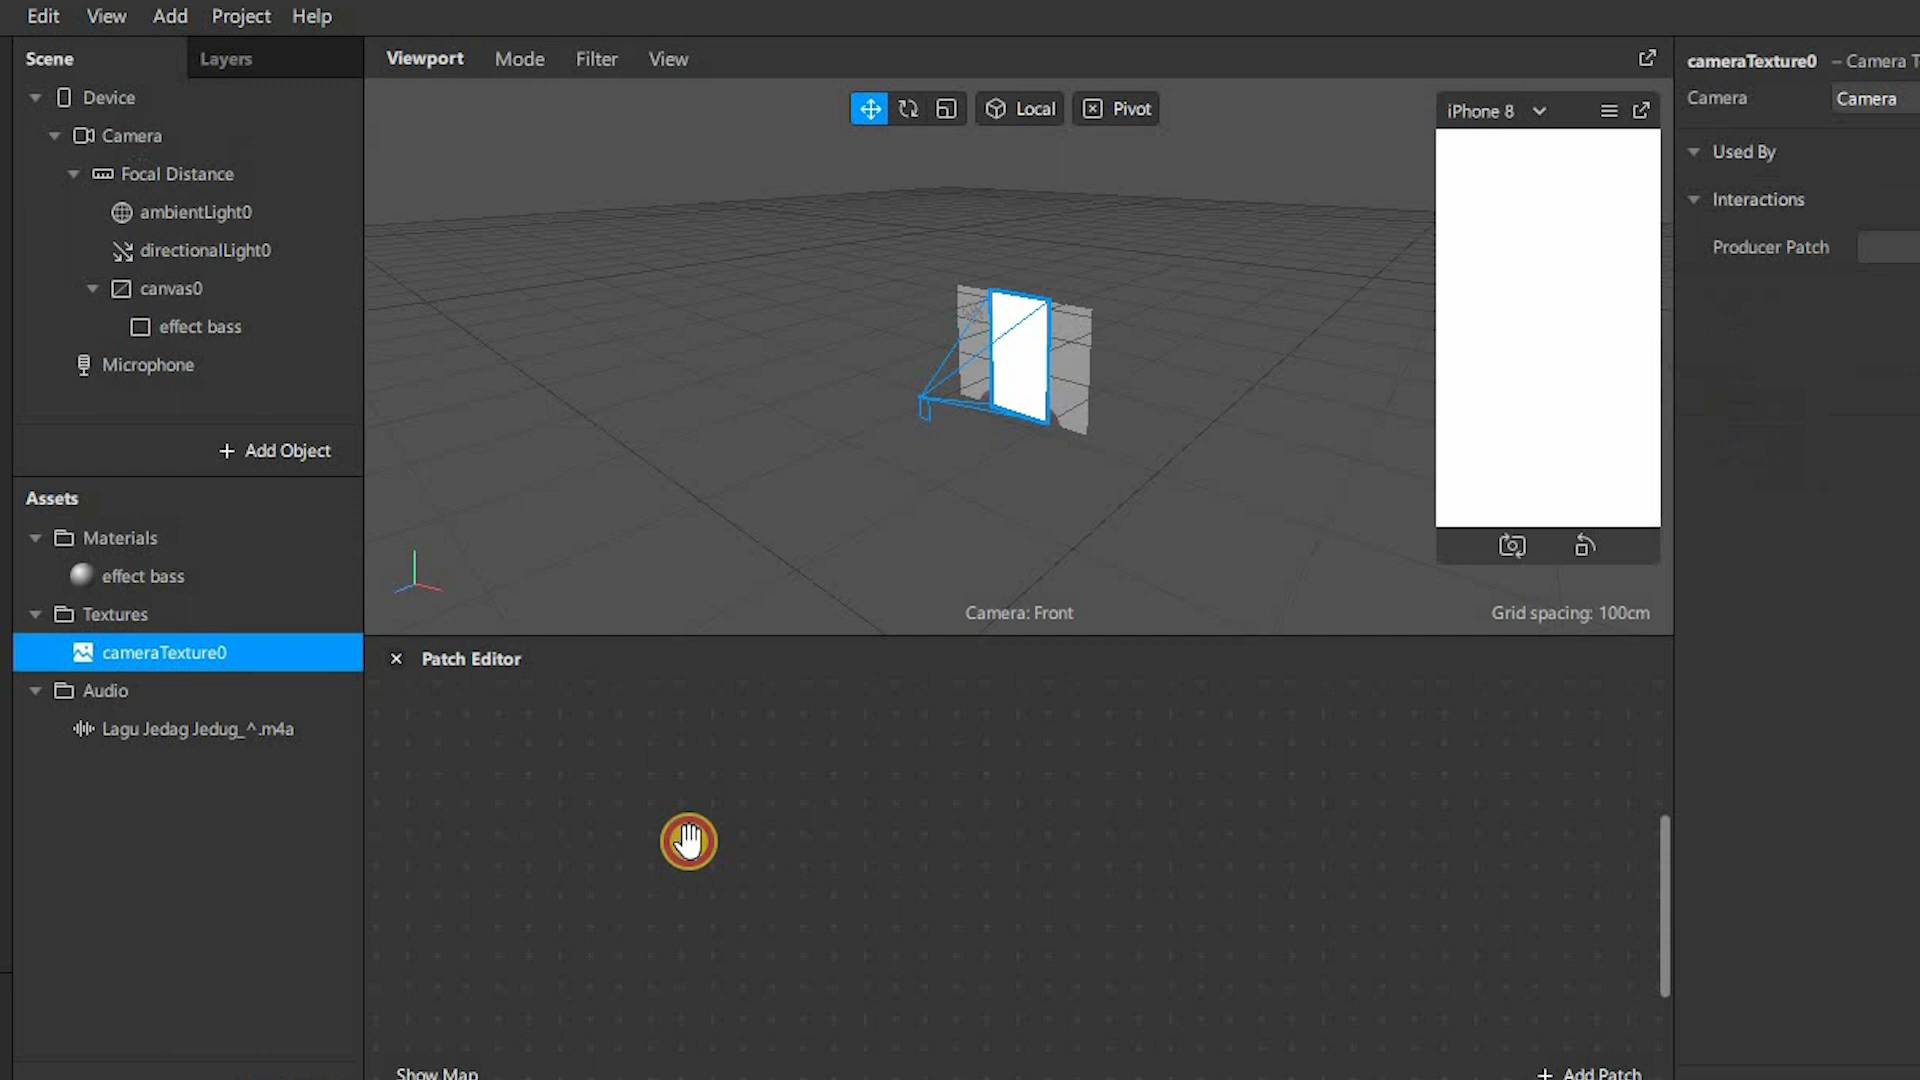 Edit View Add Project Help
Scene Layers
Device
Camera
Focal Distance
ambientLight0
directionalLight0
canvas0
effect bass
Microphone
+ Add Object
Assets
Materials
effect bass
Textures
cameraTexture0
Audio
Lagu Jedag Jedug_^.m4a
Viewport Mode Filter View
Local Pivot
iPhone 8
Camera: Front
Grid spacing: 100cm
Patch Editor
Show Map
+ Add Patch
cameraTexture0 – Camera T
Camera Camera
Used By
Interactions
Producer Patch